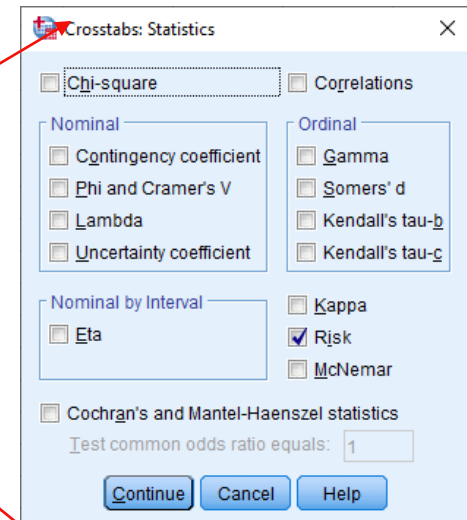 Crosstabs: Statistics
Chi-square
Correlations
Nominal
Contingency coefficient
Phi and Cramer's V
Lambda
Uncertainty coefficient
Ordinal
Gamma
Somers' d
Kendall's tau-b
Kendall's tau-c
Nominal by Interval
Eta
Kappa
Risk
McNemar
Cochran's and Mantel-Haenszel statistics
Test common odds ratio equals: 1
Continue Cancel Help